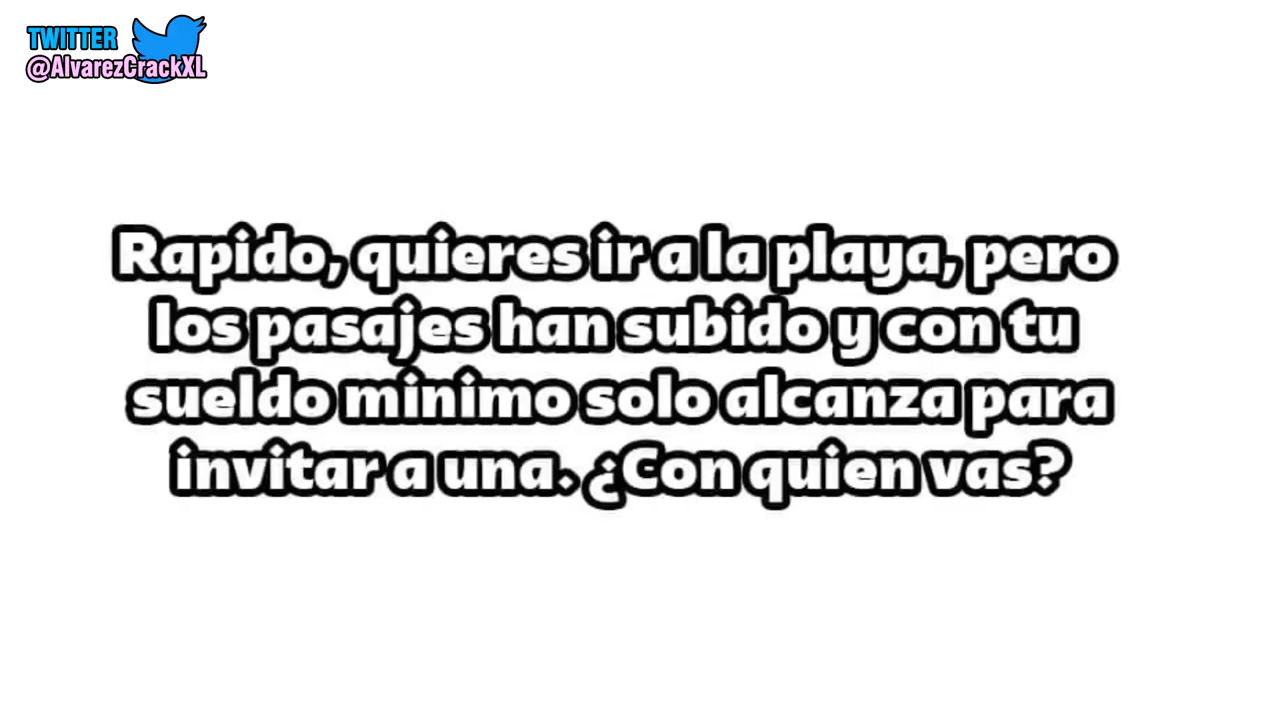 TWITTER
@AlvarezCrackXL
Rapido, quieres ir a la playa, pero
los pasajes han subido y con tu
sueldo minimo solo alcanza para
invitar a una. ¿Con quien vas?